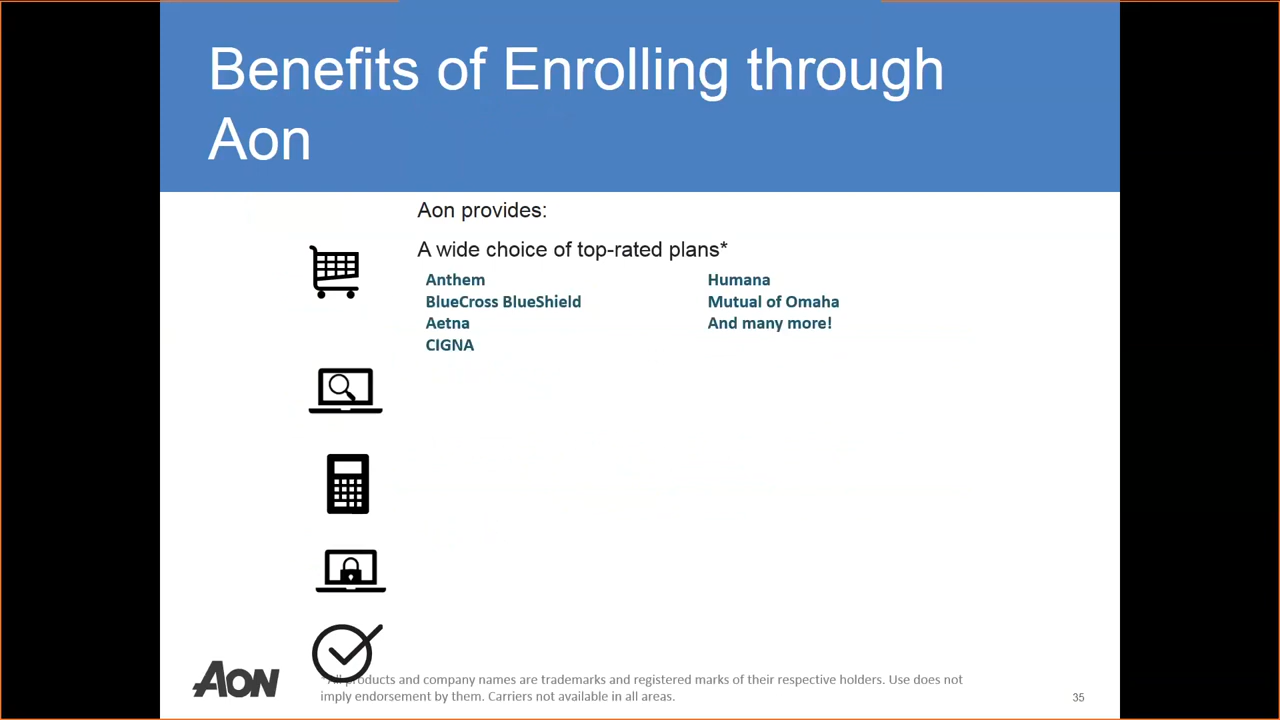 Benefits of Enrolling through
Aon
Aon provides:
A wide choice of top-rated plans*
Anthem
BlueCross BlueShield
Aetna
CIGNA
Humana
Mutual of Omaha
And many more!
*All products and company names are trademarks and registered marks of their respective holders. Use does not
imply endorsement by them. Carriers not available in all areas.
AON
35